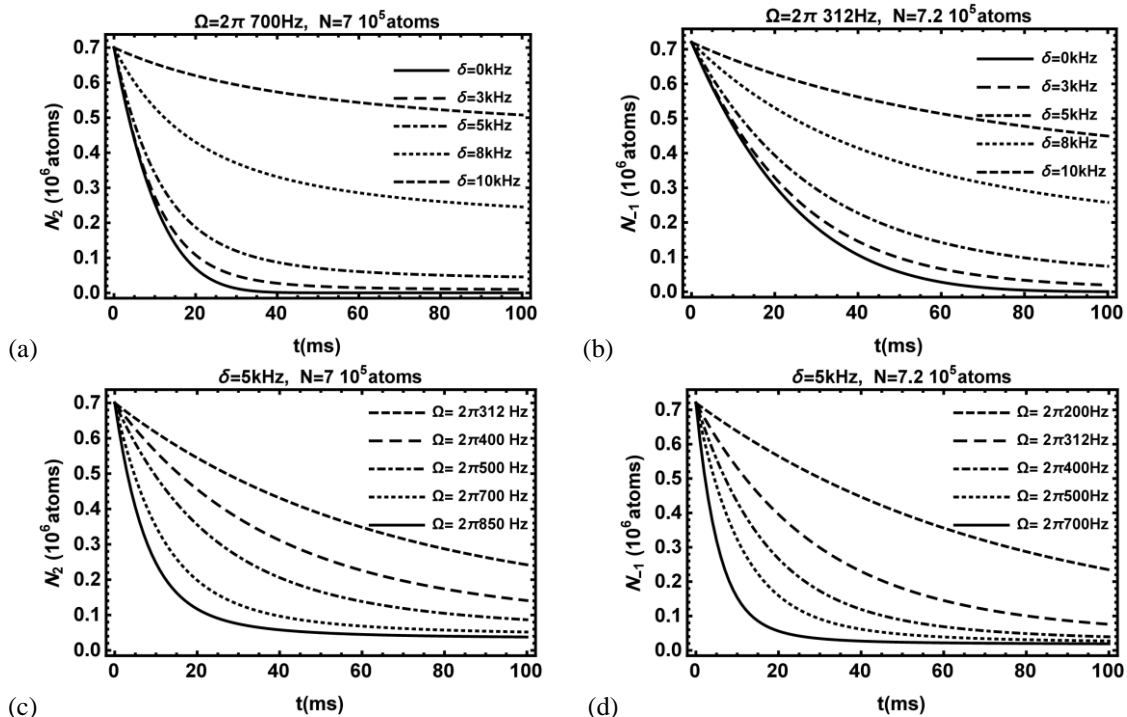 Ω=2π 700Hz, N=7 10⁵atoms
N₂ (10⁶atoms)
0.7
0.6
0.5
0.4
0.3
0.2
0.1
0.0
δ=0kHz
δ=3kHz
δ=5kHz
δ=8kHz
δ=10kHz
0 20 40 60 80 100
t(ms)
(a)
Ω=2π 312Hz, N=7.2 10⁵atoms
N₋₁ (10⁶atoms)
0.7
0.6
0.5
0.4
0.3
0.2
0.1
0.0
δ=0kHz
δ=3kHz
δ=5kHz
δ=8kHz
δ=10kHz
0 20 40 60 80 100
t(ms)
(b)
δ=5kHz, N=7 10⁵atoms
N₂ (10⁶atoms)
0.7
0.6
0.5
0.4
0.3
0.2
0.1
0.0
Ω= 2π312 Hz
Ω= 2π400 Hz
Ω= 2π500 Hz
Ω= 2π700 Hz
Ω= 2π850 Hz
0 20 40 60 80 100
t(ms)
(c)
δ=5kHz, N=7.2 10⁵atoms
N₋₁ (10⁶atoms)
0.7
0.6
0.5
0.4
0.3
0.2
0.1
0.0
Ω= 2π200Hz
Ω= 2π312Hz
Ω= 2π400Hz
Ω= 2π500Hz
Ω= 2π700Hz
0 20 40 60 80 100
t(ms)
(d)